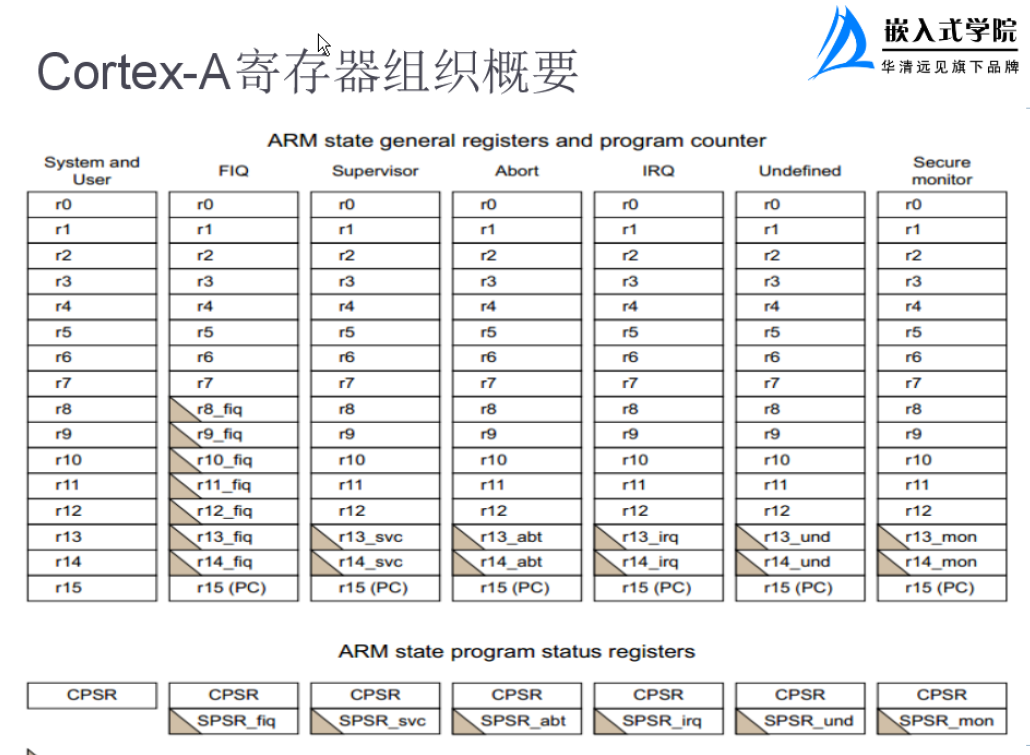 嵌入式学院
华清远见旗下品牌
Cortex-A寄存器组织概要
ARM state general registers and program counter
System and User FIQ Supervisor Abort IRQ Undefined Secure monitor
r0 r0 r0 r0 r0 r0 r0
r1 r1 r1 r1 r1 r1 r1
r2 r2 r2 r2 r2 r2 r2
r3 r3 r3 r3 r3 r3 r3
r4 r4 r4 r4 r4 r4 r4
r5 r5 r5 r5 r5 r5 r5
r6 r6 r6 r6 r6 r6 r6
r7 r7 r7 r7 r7 r7 r7
r8 r8_fiq r8 r8 r8 r8 r8
r9 r9_fiq r9 r9 r9 r9 r9
r10 r10_fiq r10 r10 r10 r10 r10
r11 r11_fiq r11 r11 r11 r11 r11
r12 r12_fiq r12 r12 r12 r12 r12
r13 r13_fiq r13_svc r13_abt r13_irq r13_und r13_mon
r14 r14_fiq r14_svc r14_abt r14_irq r14_und r14_mon
r15 r15 (PC) r15 (PC) r15 (PC) r15 (PC) r15 (PC) r15 (PC)
ARM state program status registers
CPSR CPSR CPSR CPSR CPSR CPSR CPSR
SPSR_fiq SPSR_svc SPSR_abt SPSR_irq SPSR_und SPSR_mon